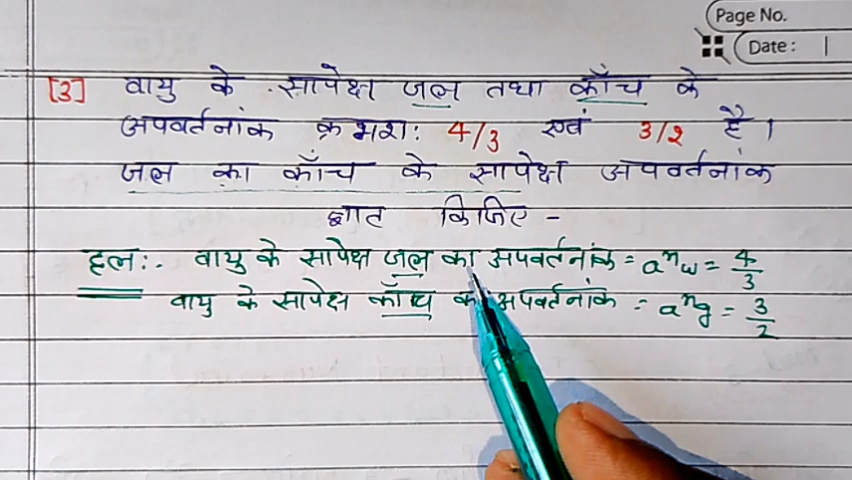 Page No.
Date :
[3] वायु के सापेक्ष जल तथा काँच के
अपवर्तनांक क्रमशः 4/3 एवं 3/2 है।
जल का काँच के सापेक्ष अपवर्तनांक
ज्ञात किजिए -
हल:. वायु के सापेक्ष जल का अपवर्तनांक = aⁿw = 4/3
वायु के सापेक्ष काँच का अपवर्तनांक = aⁿg = 3/2